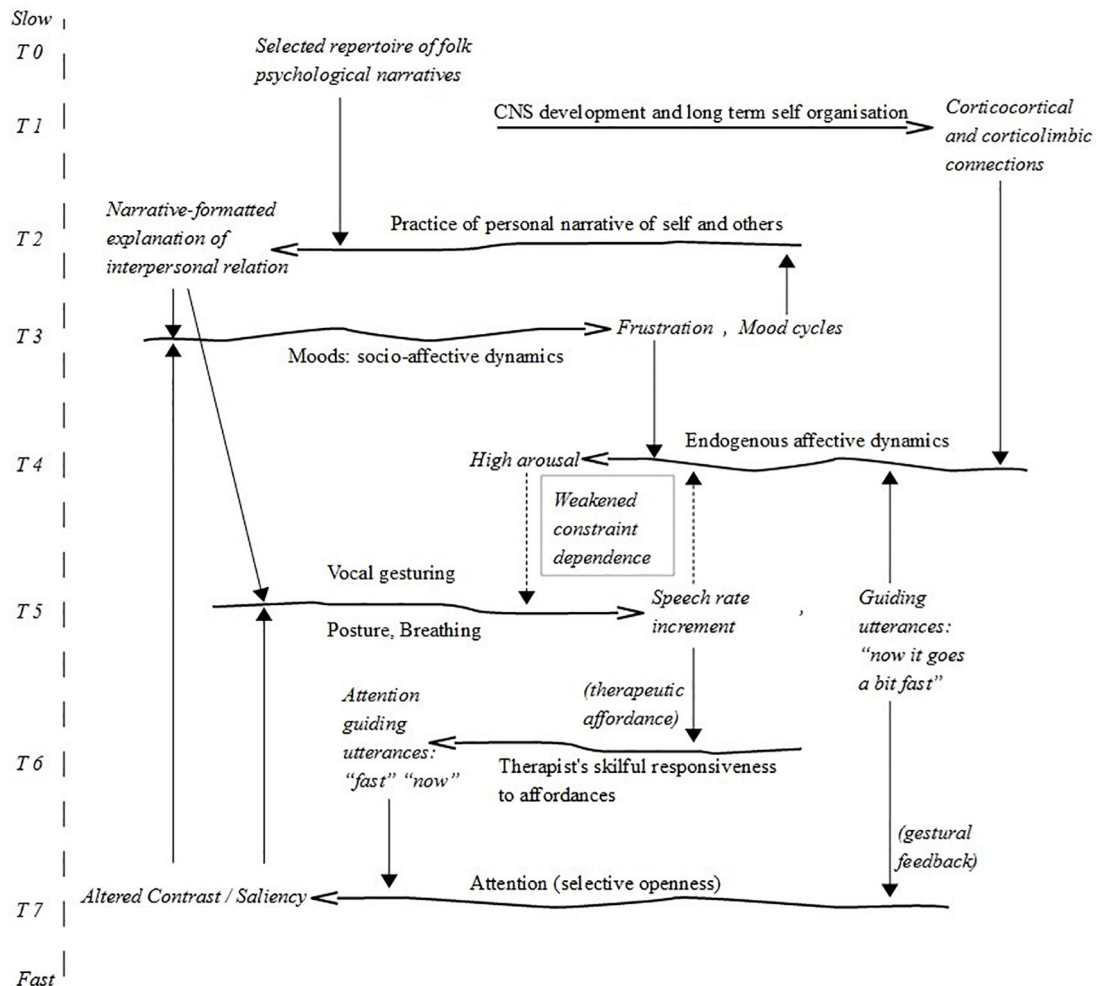 Slow
T 0
Selected repertoire of folk
psychological narratives
T 1
CNS development and long term self organisation
Corticocortical
and corticolimbic
connections
T 2
Narrative-formatted
explanation of
interpersonal relation
Practice of personal narrative of self and others
T 3
Frustration , Mood cycles
Moods: socio-affective dynamics
T 4
High arousal
Endogenous affective dynamics
Weakened
constraint
dependence
T 5
Vocal gesturing
Posture, Breathing
Speech rate
increment
,
Guiding
utterances:
“now it goes
a bit fast”
(therapeutic
affordance)
T 6
Attention
guiding
utterances:
“fast” “now”
Therapist's skilful responsiveness
to affordances
(gestural
feedback)
T 7
Altered Contrast / Saliency
Attention (selective openness)
Fast